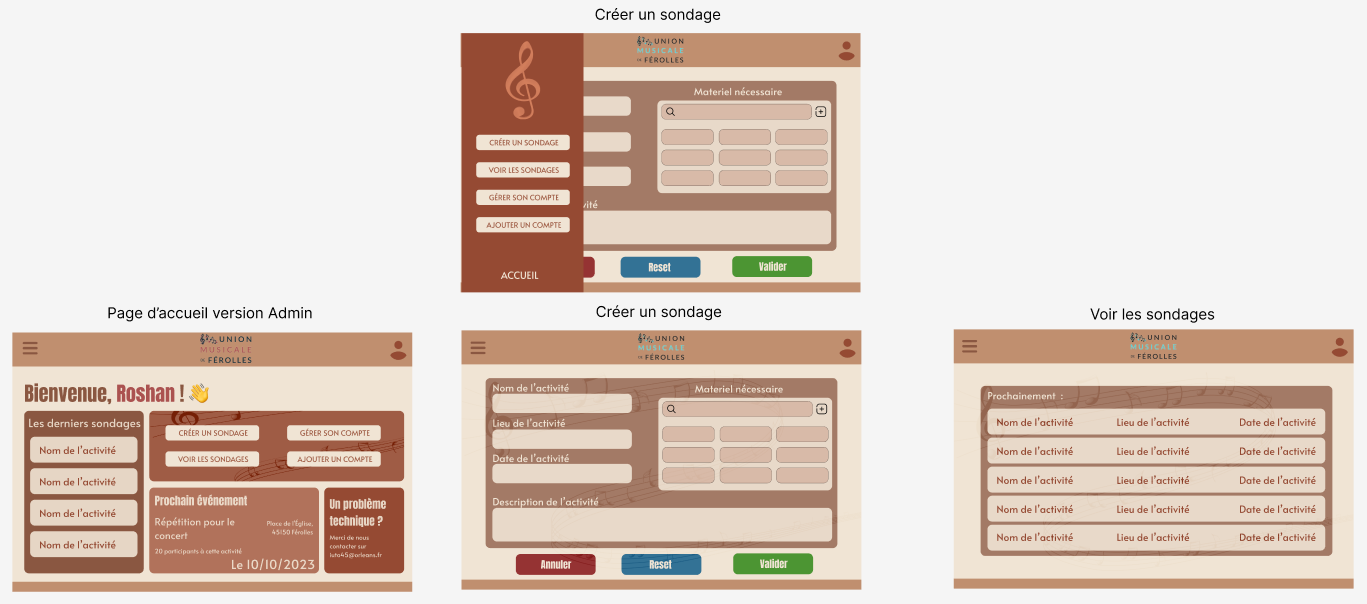 Créer un sondage
UNION
MUSICALE
DE FÉROLLES
Materiel nécessaire
CRÉER UN SONDAGE
VOIR LES SONDAGES
GÉRER SON COMPTE
AJOUTER UN COMPTE
ACCUEIL
vité
Reset
Valider
Page d'accueil version Admin
UNION
MUSICALE
DE FÉROLLES
Bienvenue, Roshan ! 👋
Les derniers sondages
Nom de l'activité
Nom de l'activité
Nom de l'activité
Nom de l'activité
CRÉER UN SONDAGE
GÉRER SON COMPTE
VOIR LES SONDAGES
AJOUTER UN COMPTE
Prochain événement
Répétition pour le
concert
Place de l'Église,
45150 Férolles
20 participants à cette activité
Le 10/10/2023
Un problème
technique ?
Merci de nous
contacter sur
luto45@orleans.fr
Créer un sondage
UNION
MUSICALE
DE FÉROLLES
Nom de l'activité
Lieu de l'activité
Date de l'activité
Materiel nécessaire
Description de l'activité
Annuler
Reset
Valider
Voir les sondages
UNION
MUSICALE
DE FÉROLLES
Prochainement :
Nom de l'activité Lieu de l'activité Date de l'activité
Nom de l'activité Lieu de l'activité Date de l'activité
Nom de l'activité Lieu de l'activité Date de l'activité
Nom de l'activité Lieu de l'activité Date de l'activité
Nom de l'activité Lieu de l'activité Date de l'activité